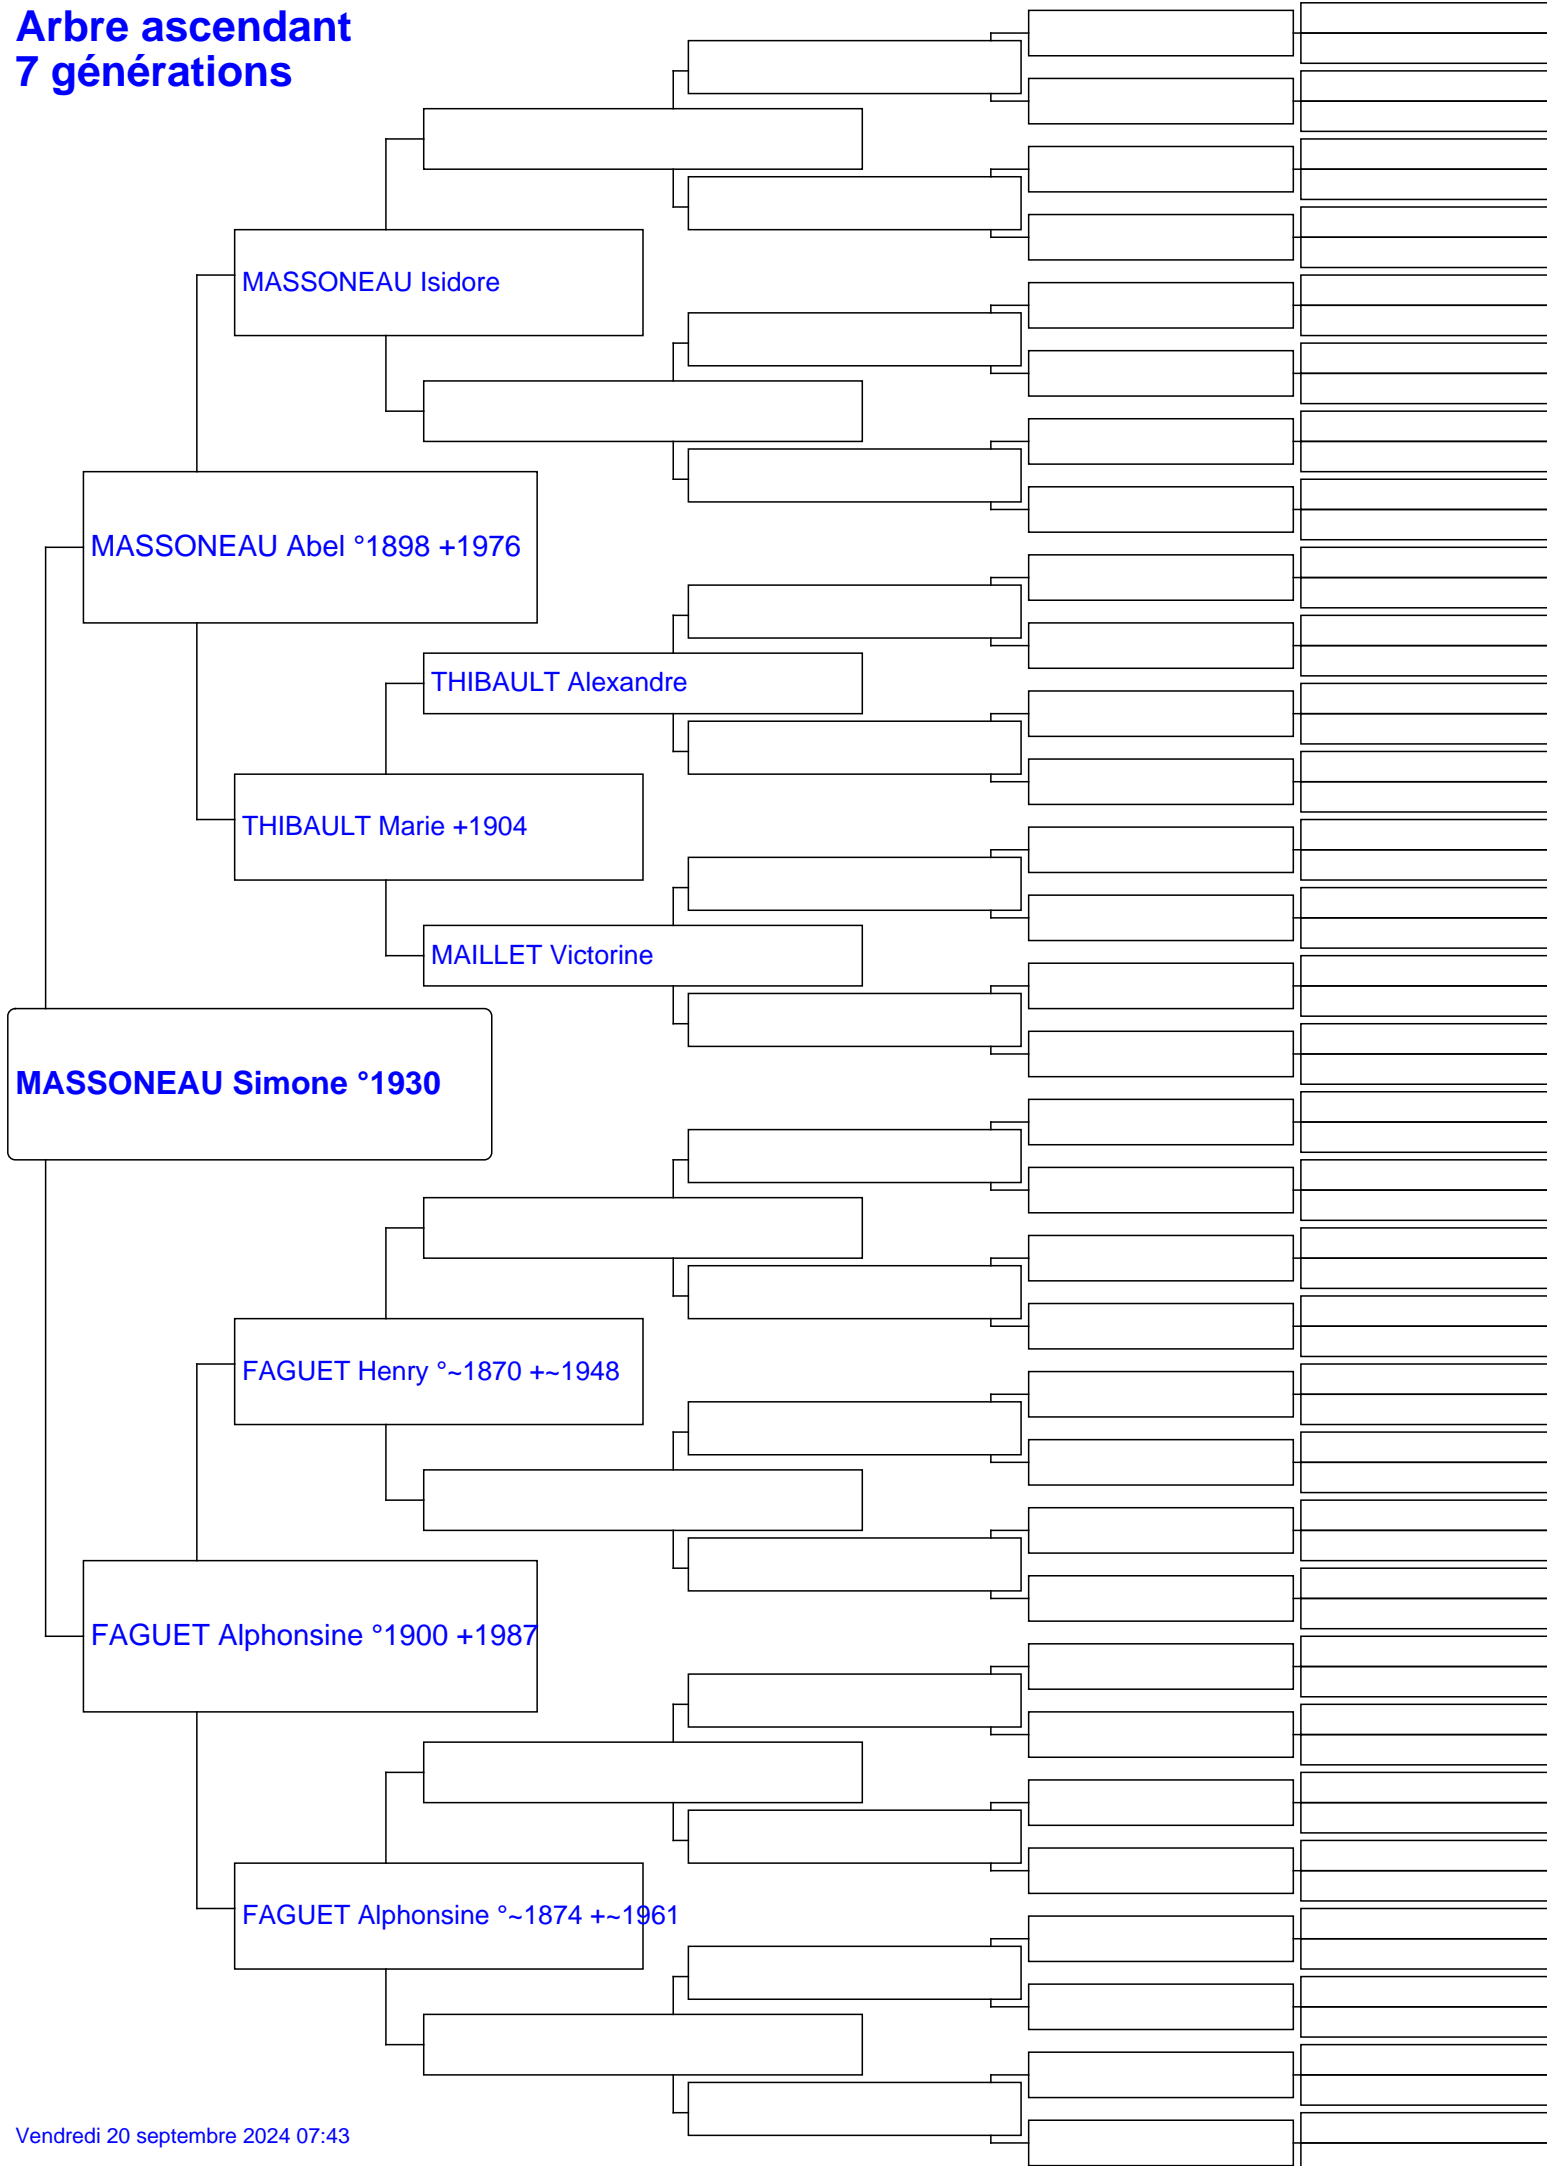 Arbre ascendant
7 générations
MASSONEAU Isidore
MASSONEAU Abel °1898 +1976
THIBAULT Alexandre
THIBAULT Marie +1904
MAILLET Victorine
MASSONEAU Simone °1930
FAGUET Henry °~1870 +~1948
FAGUET Alphonsine °1900 +1987
FAGUET Alphonsine °~1874 +~1961
Vendredi 20 septembre 2024 07:43